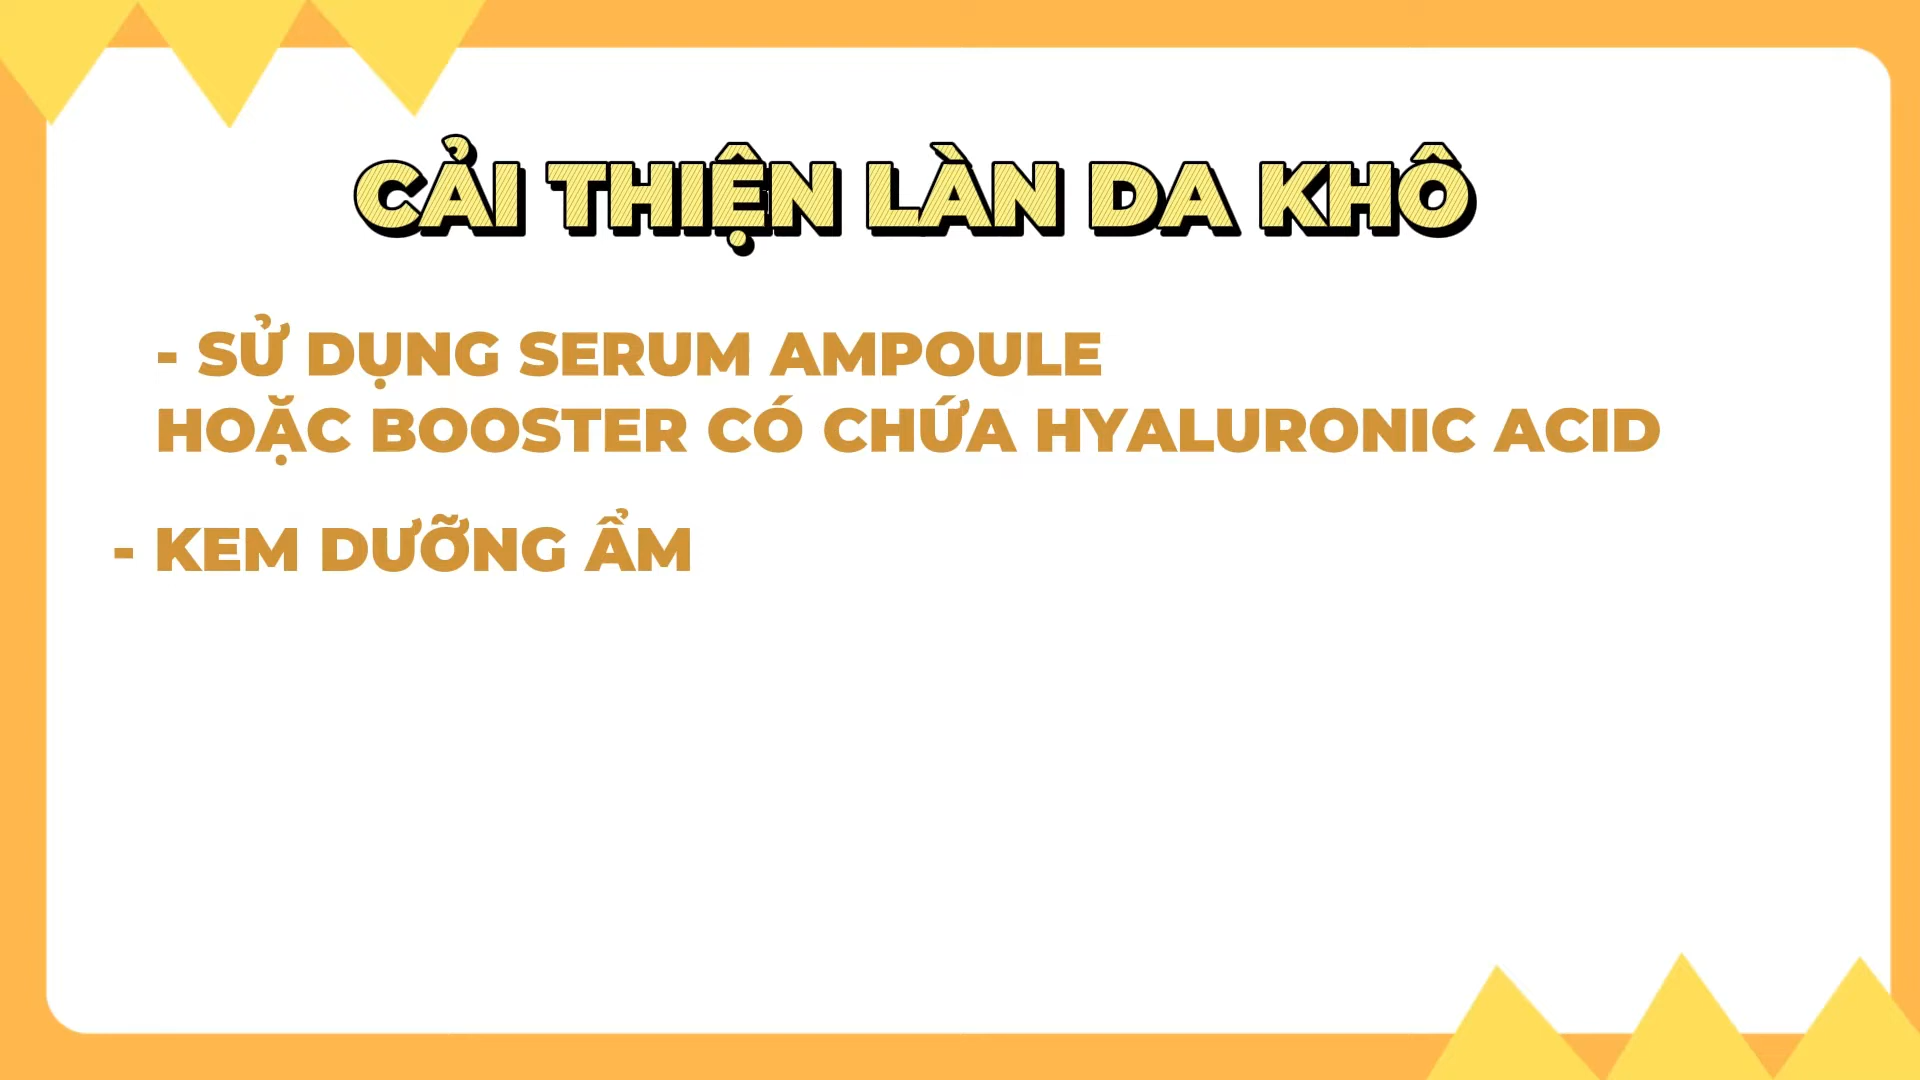 CẢI THIỆN LÀN DA KHÔ
- SỬ DỤNG SERUM AMPOULE
HOẶC BOOSTER CÓ CHỨA HYALURONIC ACID
- KEM DƯỠNG ẨM